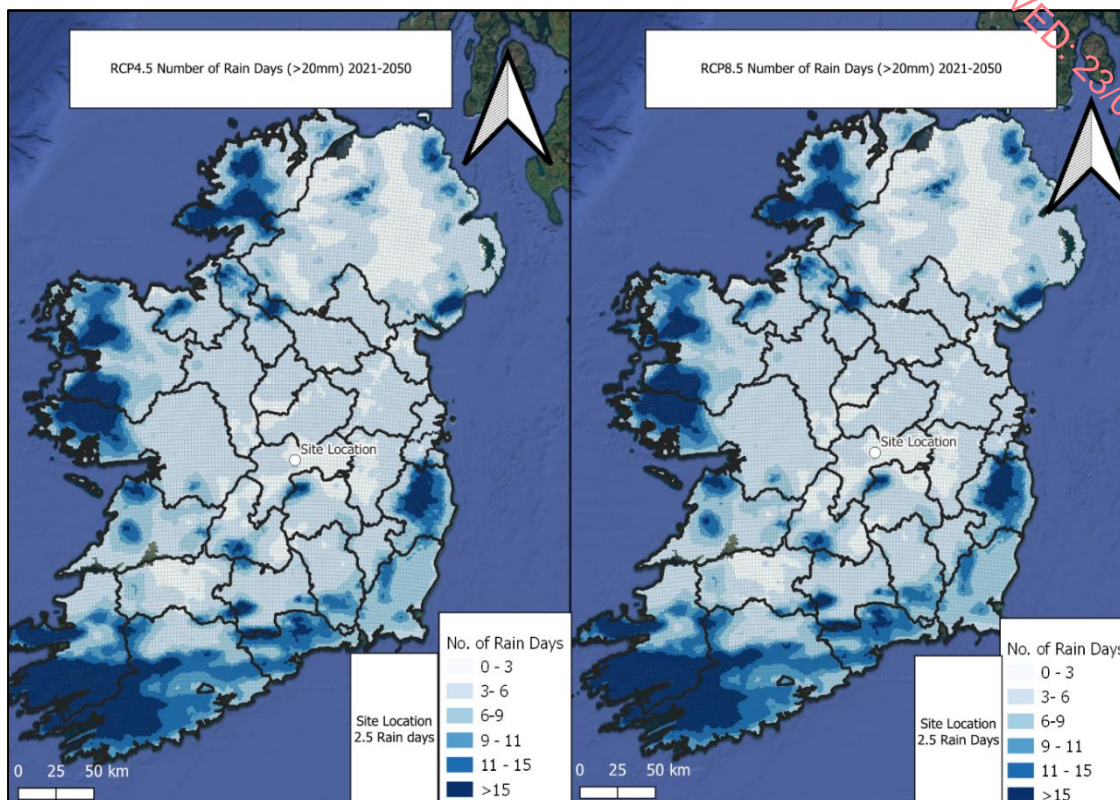 RCP4.5 Number of Rain Days (>20mm) 2021-2050
Site Location
No. of Rain Days
0 - 3
3- 6
6-9
9 - 11
11 - 15
>15
Site Location
2.5 Rain days
0 25 50 km
RCP8.5 Number of Rain Days (>20mm) 2021-2050
Site Location
No. of Rain Days
0 - 3
3- 6
6-9
9 - 11
11 - 15
>15
Site Location
2.5 Rain Days
0 25 50 km
VED: 23/0